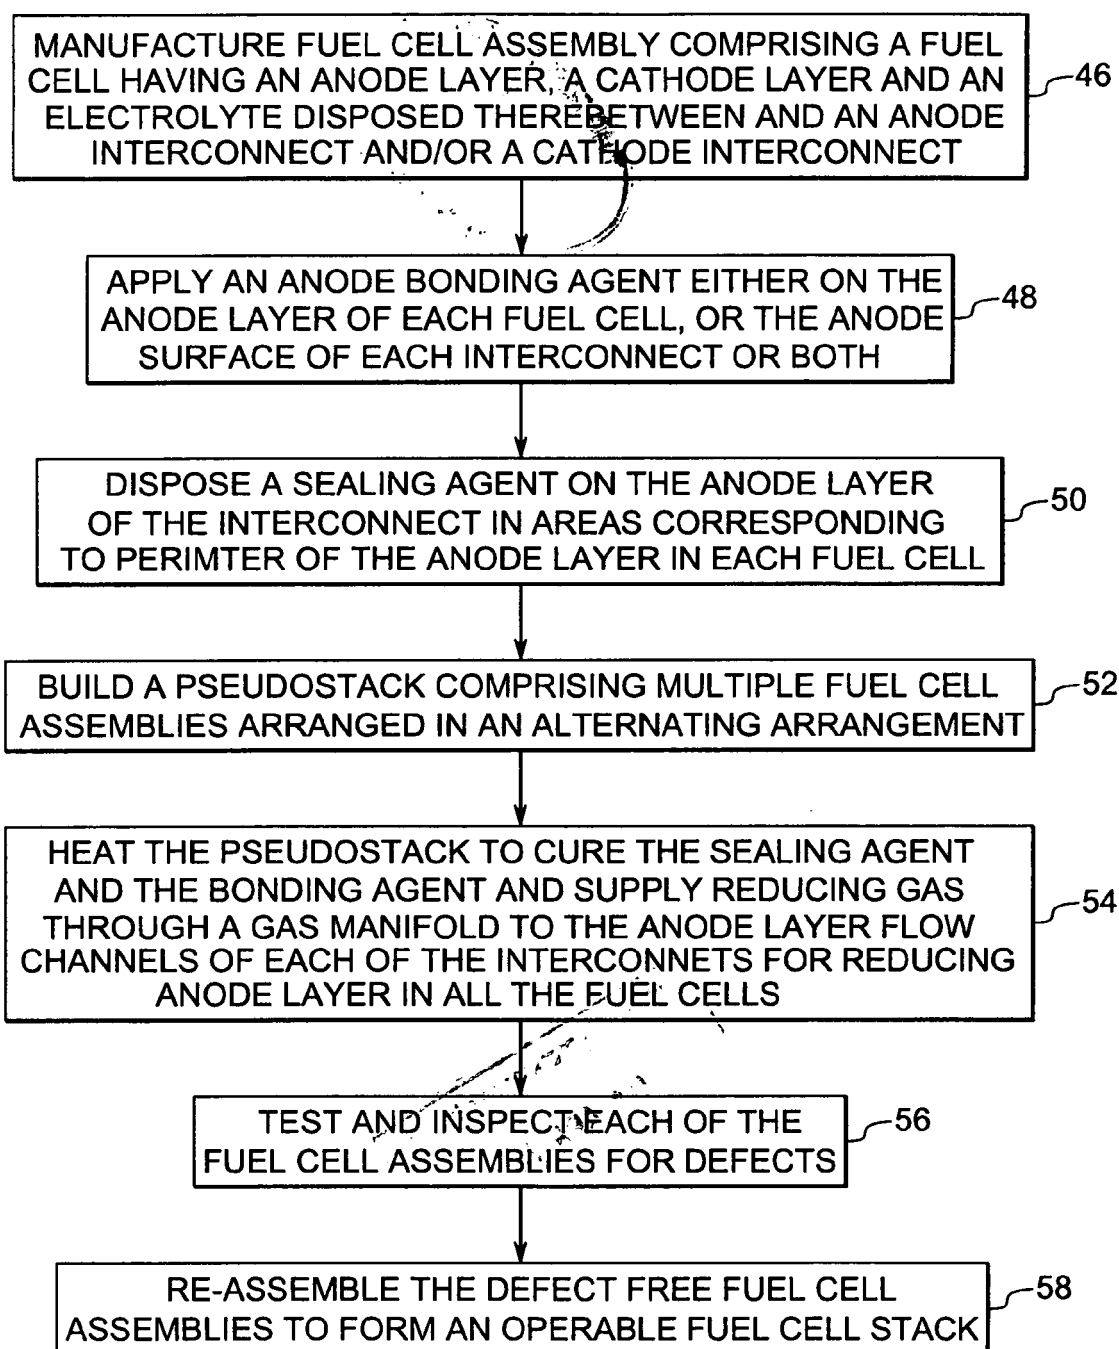 MANUFACTURE FUEL CELL ASSEMBLY COMPRISING A FUEL
CELL HAVING AN ANODE LAYER, A CATHODE LAYER AND AN
ELECTROLYTE DISPOSED THEREBETWEEN AND AN ANODE
INTERCONNECT AND/OR A CATHODE INTERCONNECT
46
APPLY AN ANODE BONDING AGENT EITHER ON THE
ANODE LAYER OF EACH FUEL CELL, OR THE ANODE
SURFACE OF EACH INTERCONNECT OR BOTH
48
DISPOSE A SEALING AGENT ON THE ANODE LAYER
OF THE INTERCONNECT IN AREAS CORRESPONDING
TO PERIMTER OF THE ANODE LAYER IN EACH FUEL CELL
50
BUILD A PSEUDOSTACK COMPRISING MULTIPLE FUEL CELL
ASSEMBLIES ARRANGED IN AN ALTERNATING ARRANGEMENT
52
HEAT THE PSEUDOSTACK TO CURE THE SEALING AGENT
AND THE BONDING AGENT AND SUPPLY REDUCING GAS
THROUGH A GAS MANIFOLD TO THE ANODE LAYER FLOW
CHANNELS OF EACH OF THE INTERCONNETS FOR REDUCING
ANODE LAYER IN ALL THE FUEL CELLS
54
TEST AND INSPECT EACH OF THE
FUEL CELL ASSEMBLIES FOR DEFECTS
56
RE-ASSEMBLE THE DEFECT FREE FUEL CELL
ASSEMBLIES TO FORM AN OPERABLE FUEL CELL STACK
58